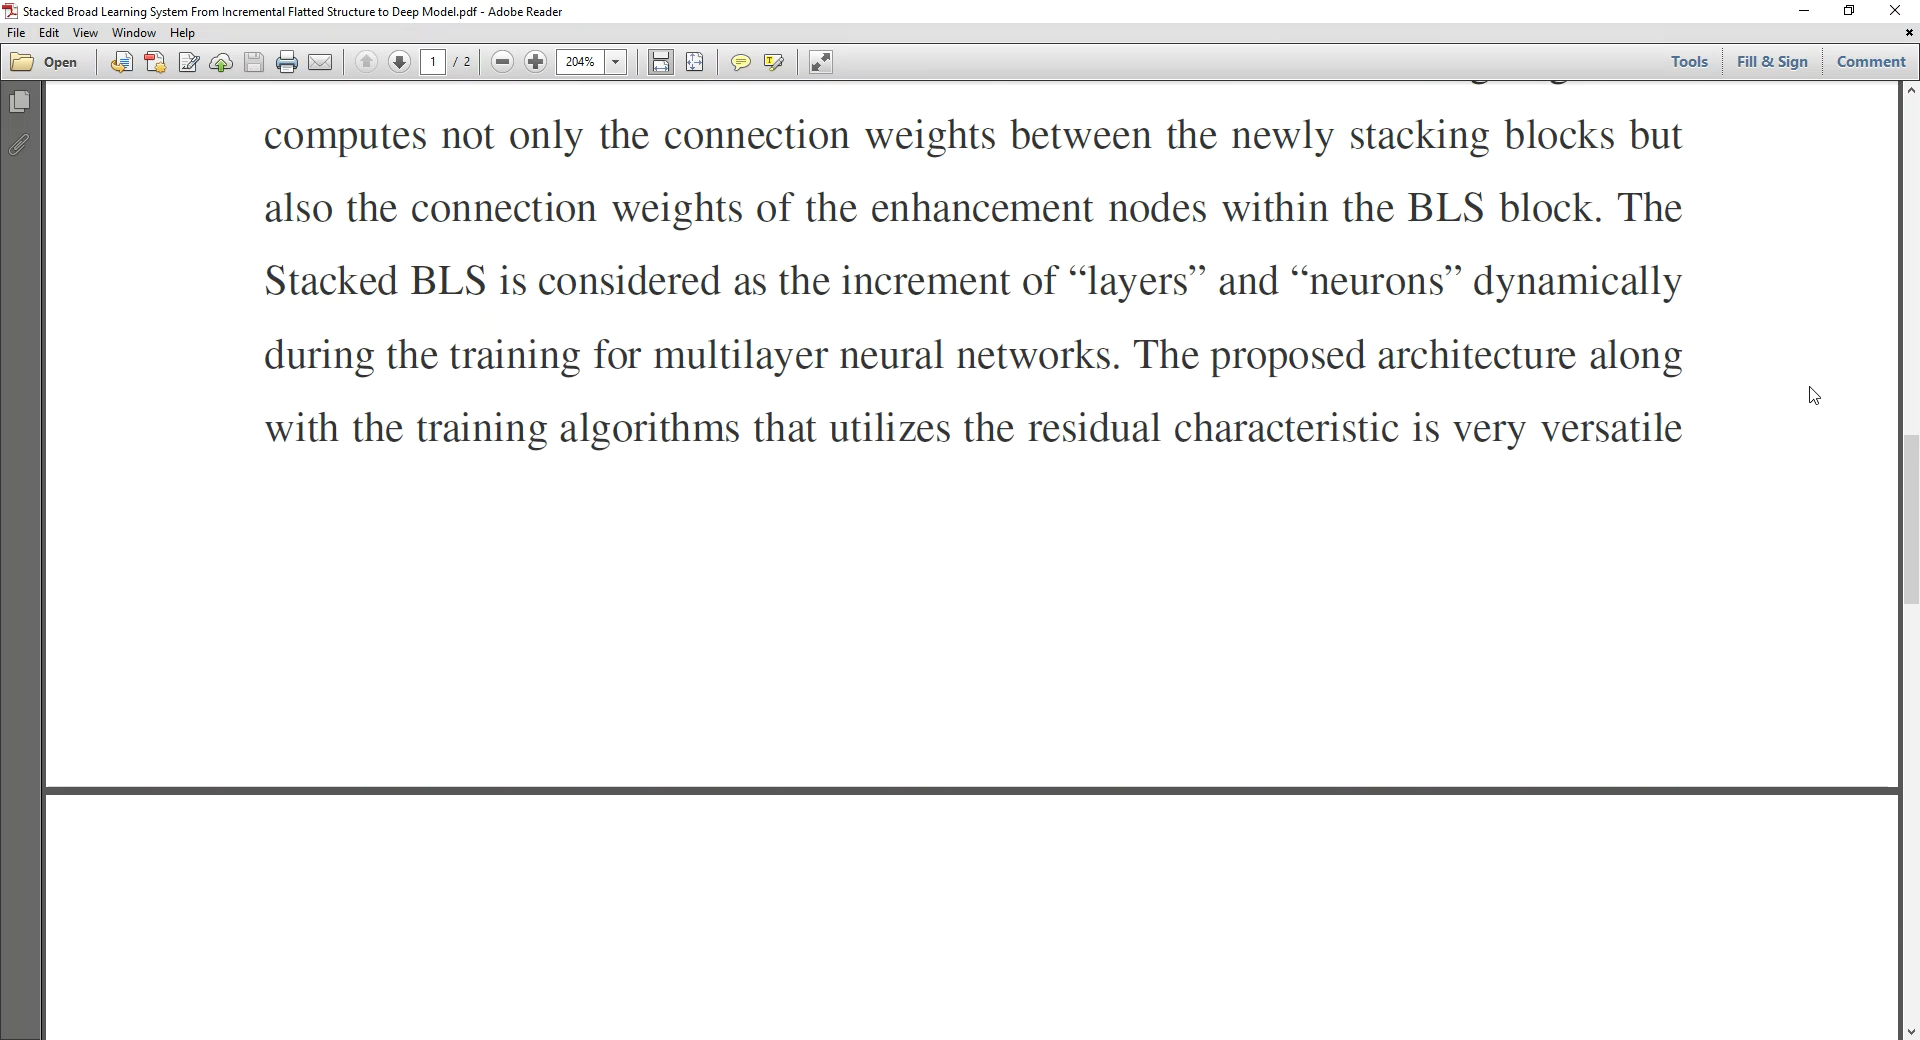 Stacked Broad Learning System From Incremental Flatted Structure to Deep Model.pdf - Adobe Reader
File Edit View Window Help
Open 1 / 2 204% Tools Fill & Sign Comment
computes not only the connection weights between the newly stacking blocks but
also the connection weights of the enhancement nodes within the BLS block. The
Stacked BLS is considered as the increment of “layers” and “neurons” dynamically
during the training for multilayer neural networks. The proposed architecture along
with the training algorithms that utilizes the residual characteristic is very versatile